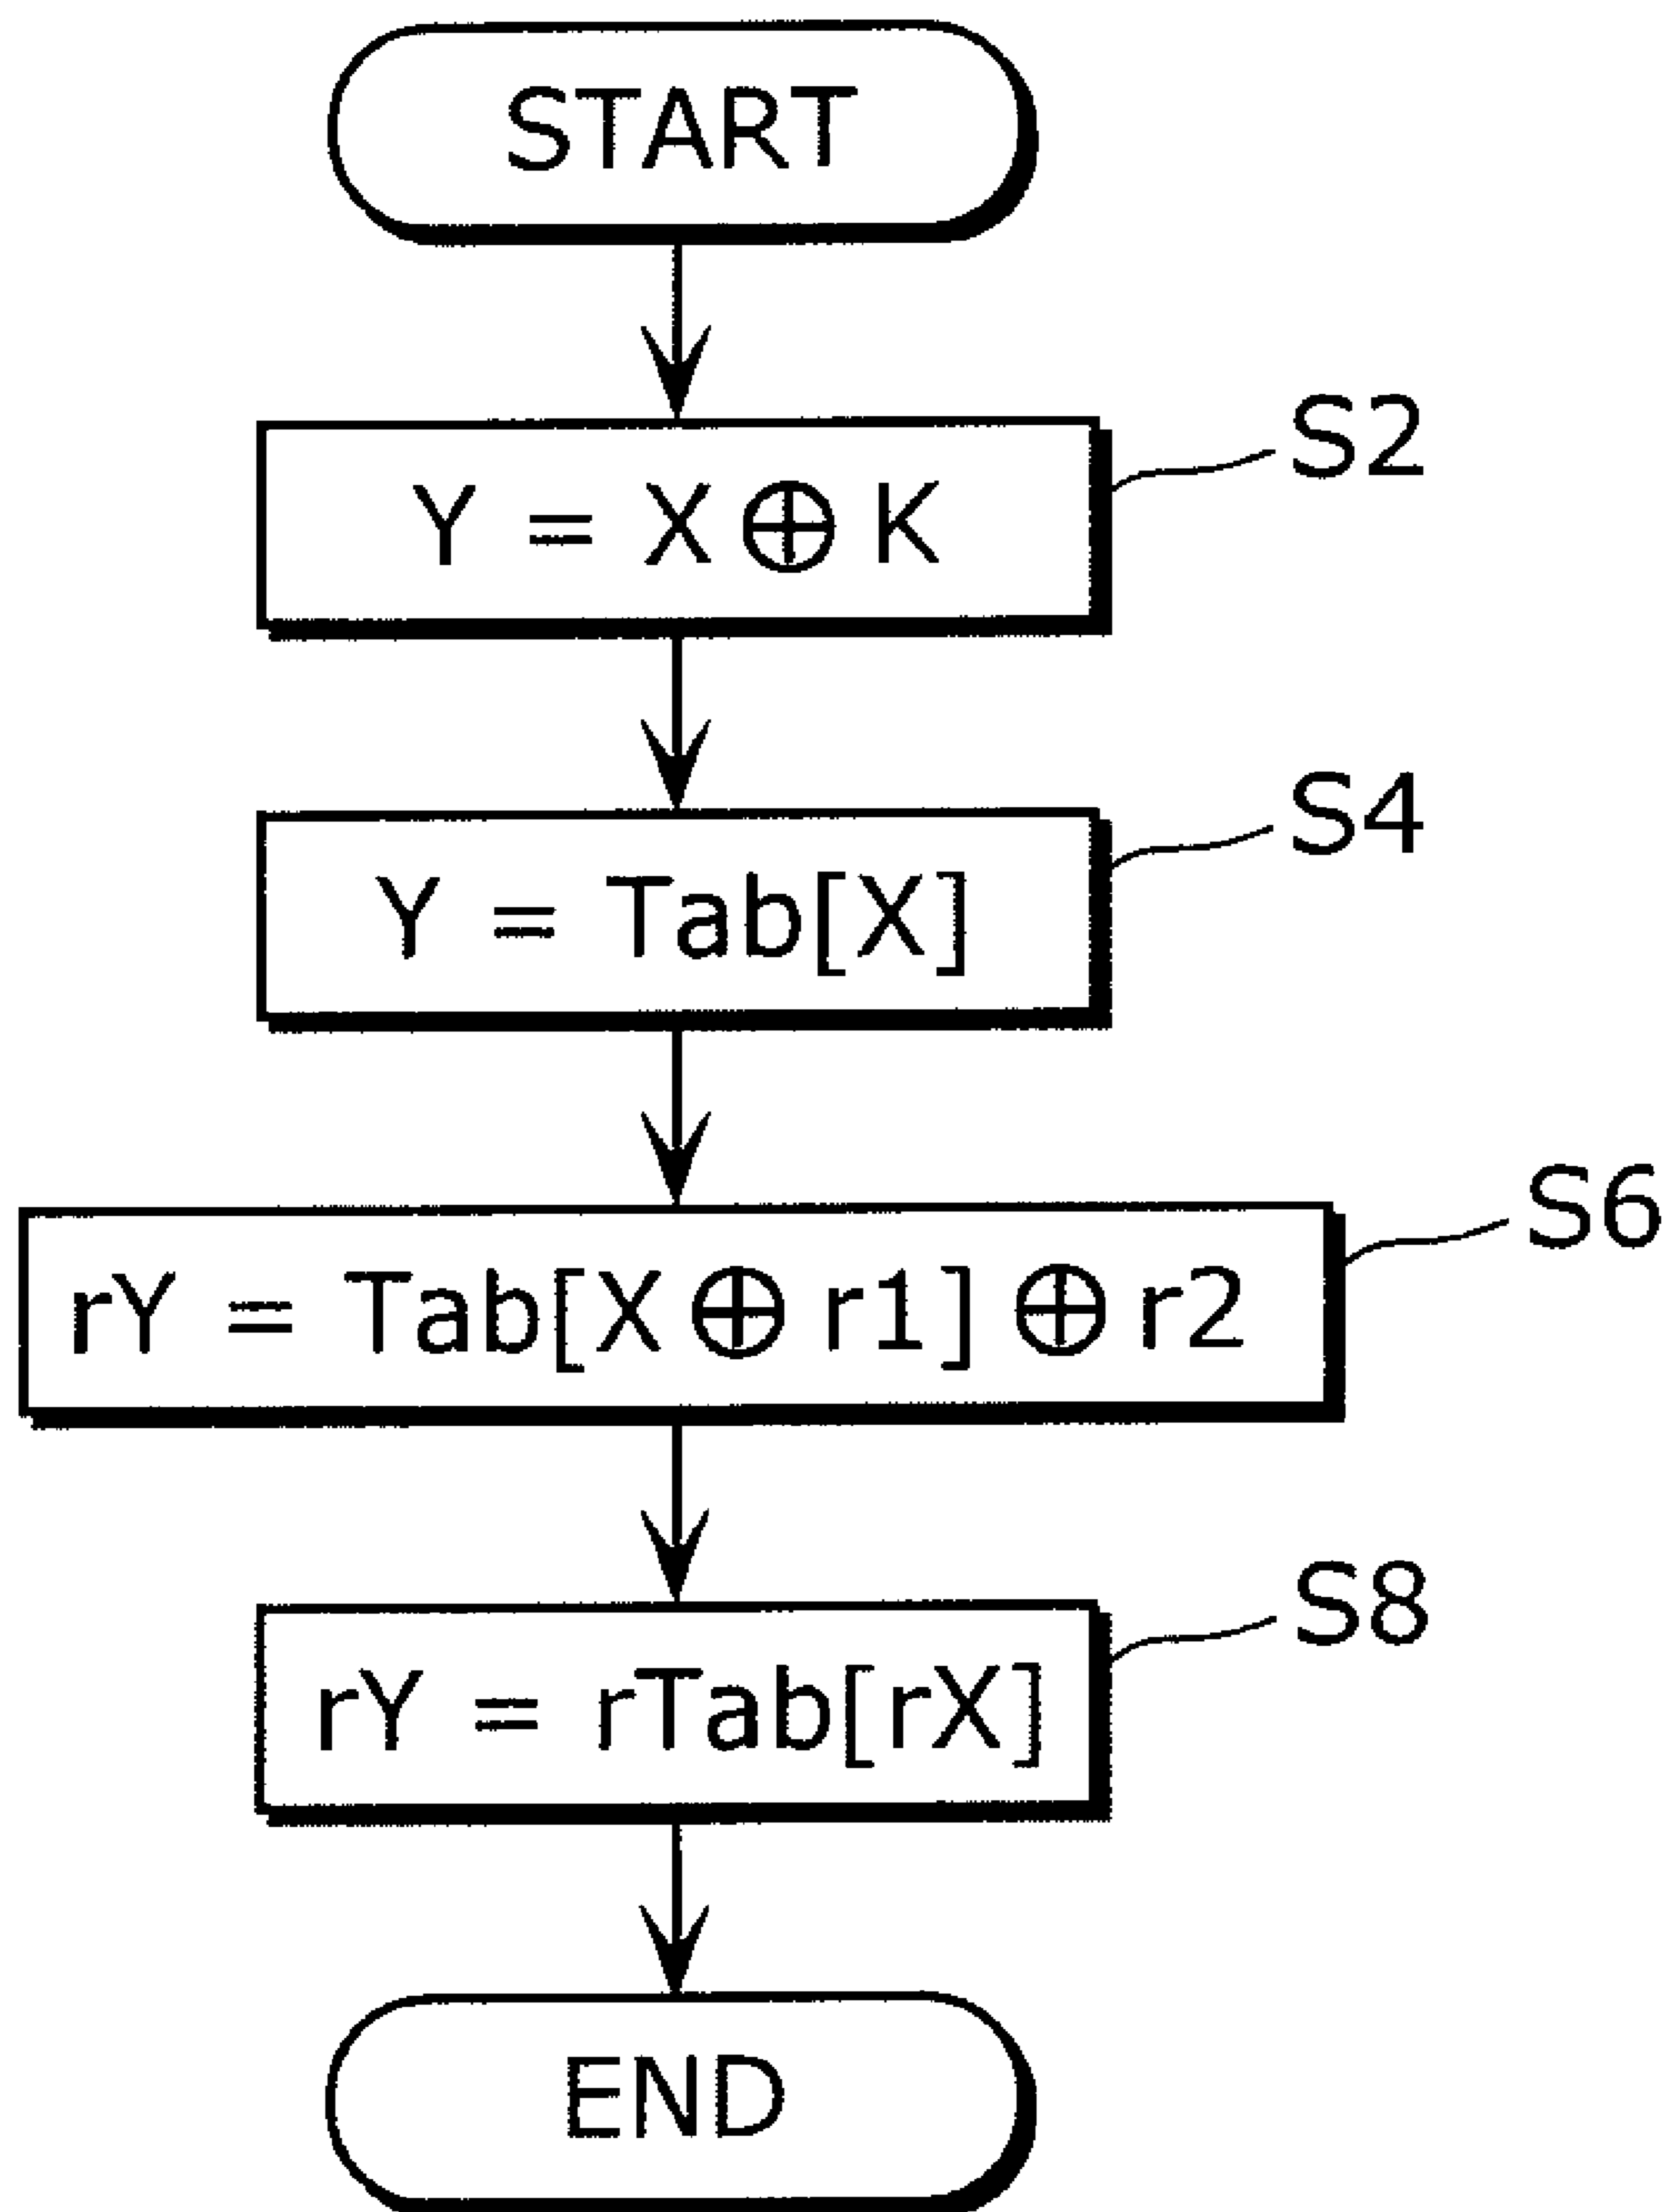 START
S2
Y = X ⊕ K
S4
Y = Tab[X]
S6
rY = Tab[X ⊕ r1] ⊕ r2
S8
rY = rTab[rX]
END